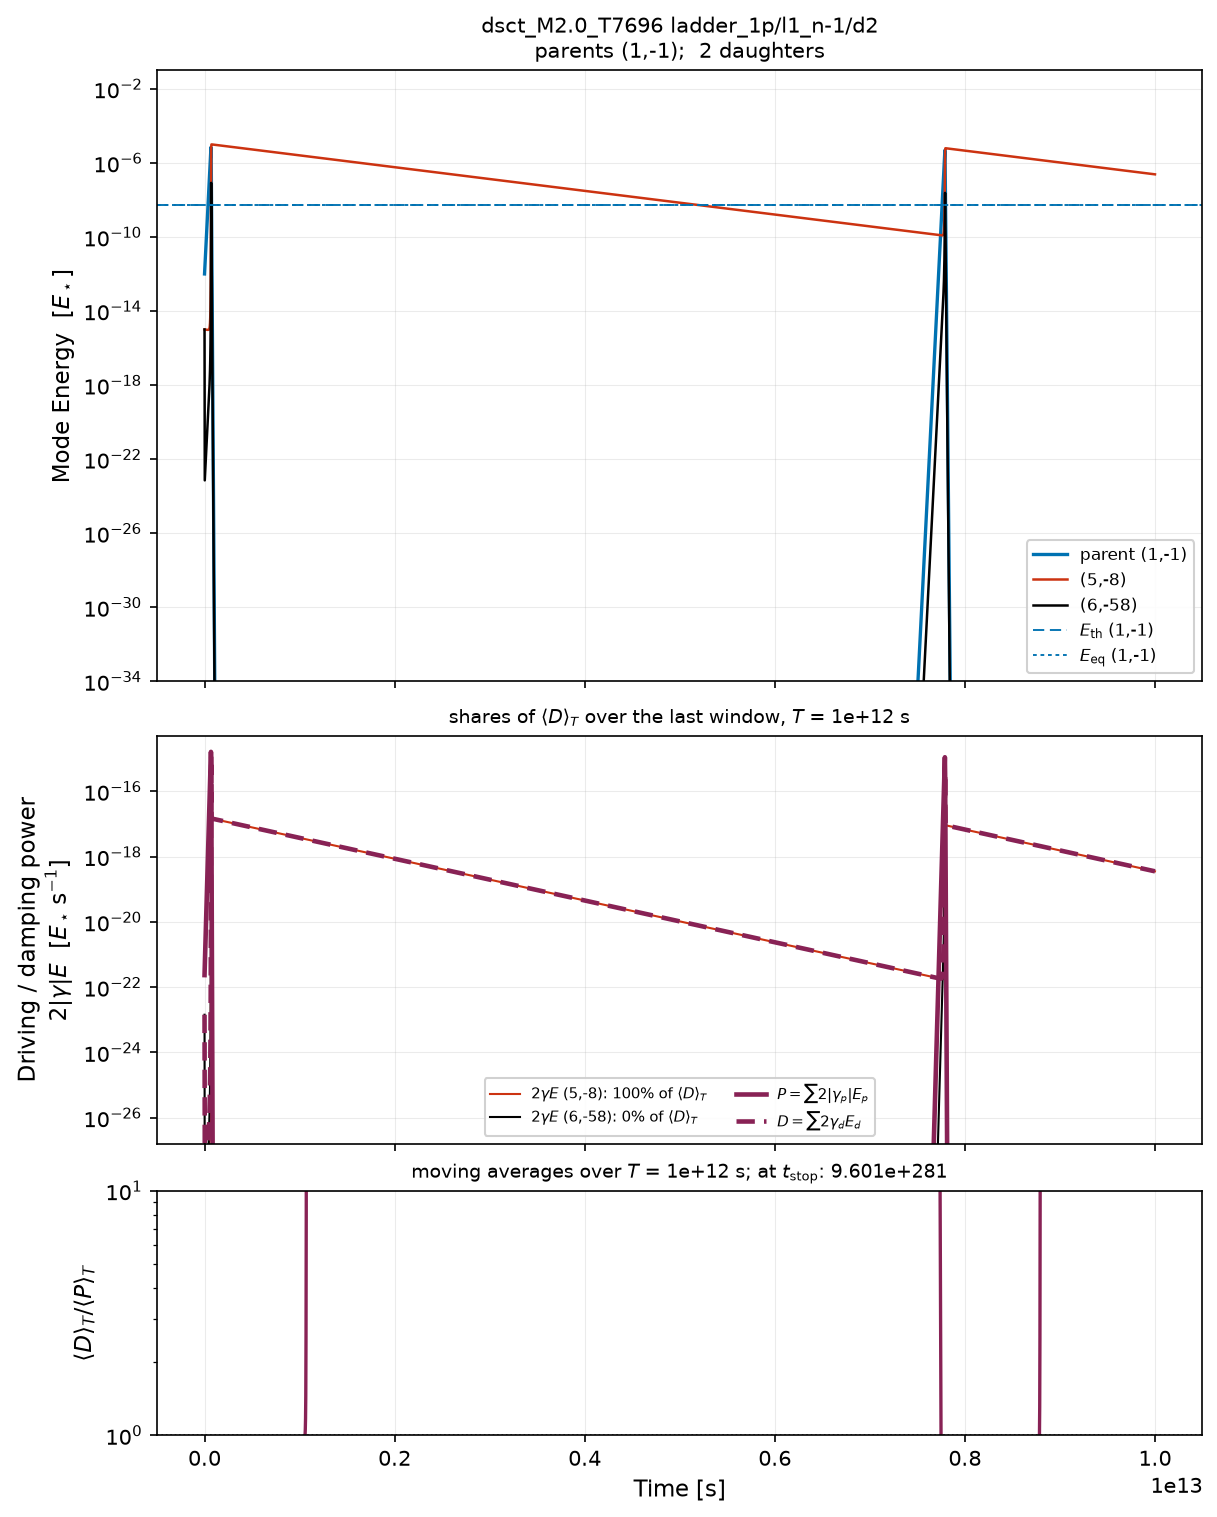 dsct_M2.0_T7696 ladder_1p/l1_n-1/d2
parents (1,-1);  2 daughters
Mode Energy  [E⋆]
10⁻²
10⁻⁶
10⁻¹⁰
10⁻¹⁴
10⁻¹⁸
10⁻²²
10⁻²⁶
10⁻³⁰
10⁻³⁴
parent (1,-1)
(5,-8)
(6,-58)
E_th (1,-1)
E_eq (1,-1)
shares of ⟨D⟩_T over the last window, T = 1e+12 s
Driving / damping power
2|γ|E  [E⋆ s⁻¹]
10⁻¹⁶
10⁻¹⁸
10⁻²⁰
10⁻²²
10⁻²⁴
10⁻²⁶
2γE (5,-8): 100% of ⟨D⟩_T
2γE (6,-58): 0% of ⟨D⟩_T
P = ∑2|γ_p|E_p
D = ∑2γ_d E_d
moving averages over T = 1e+12 s; at t_stop: 9.601e+281
⟨D⟩_T/⟨P⟩_T
10¹
10⁰
0.0 0.2 0.4 0.6 0.8 1.0
1e13
Time [s]